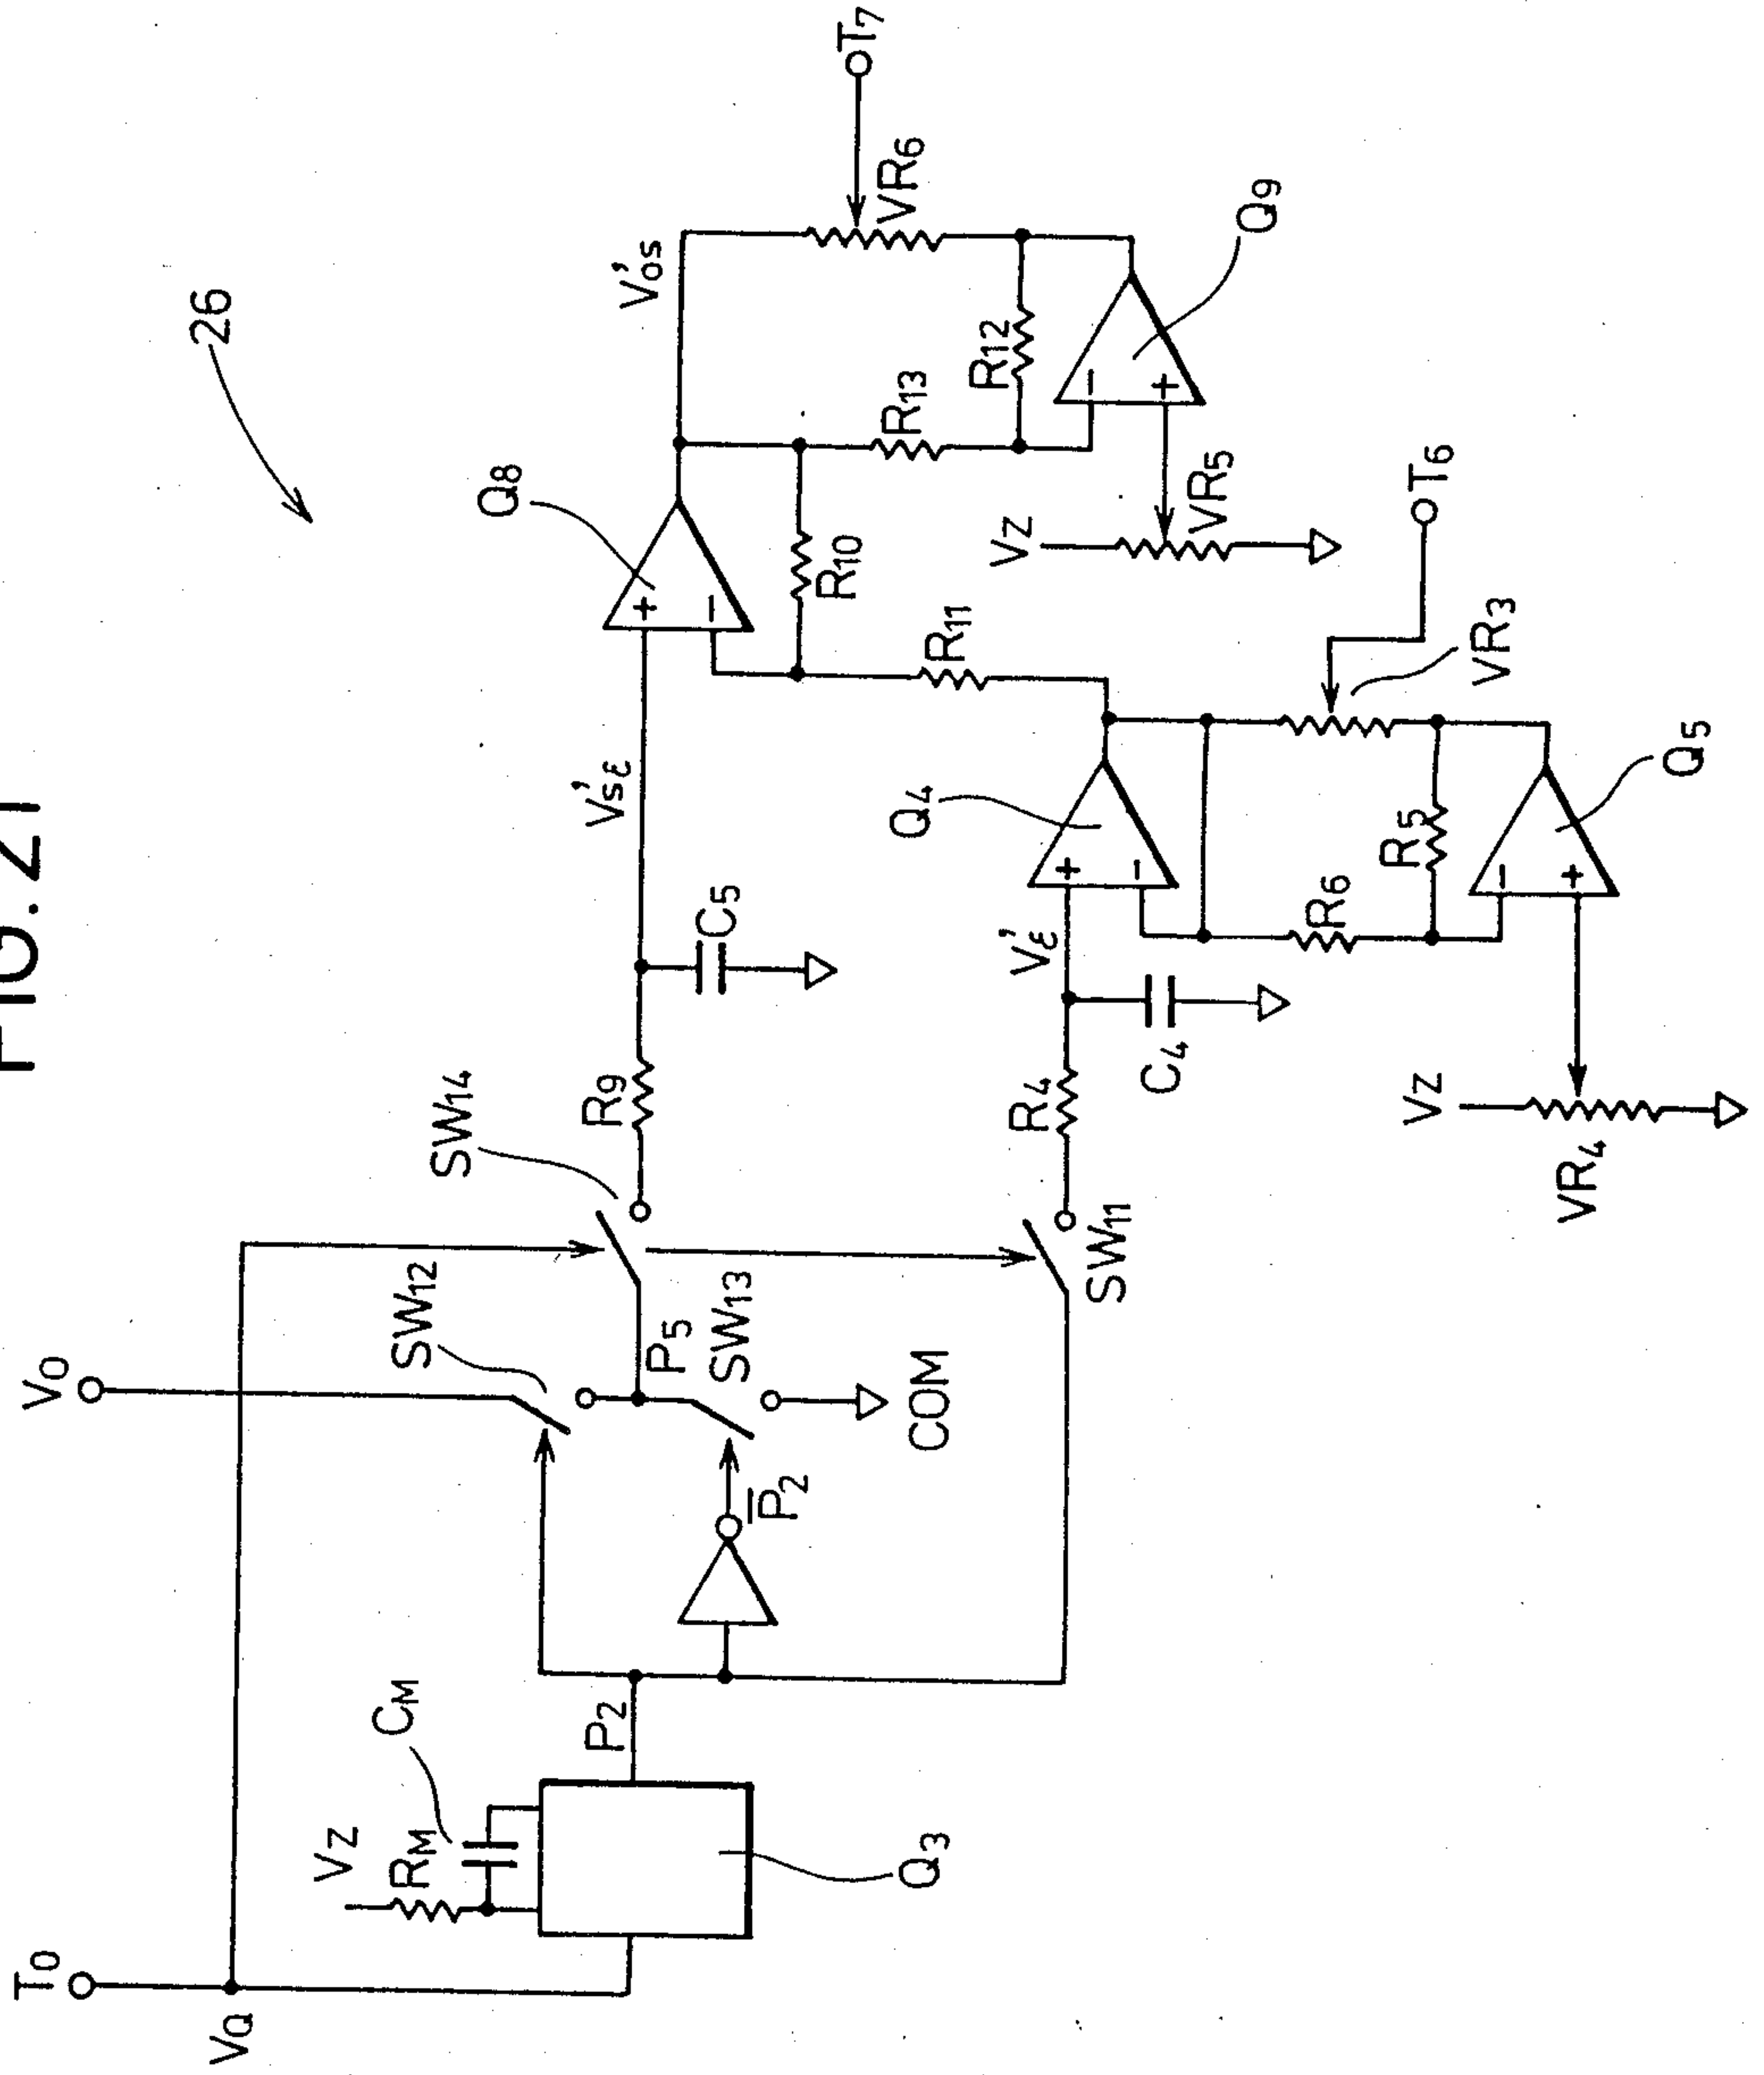 FIG. 21
26
T0
VQ
VZ
RM
CM
Q3
P2
P̅2
VO
SW12
SW13
P5
COM
SW14
SW11
R9
C5
V'sε
R4
C4
V'ε
Q8
+
−
R10
R11
R13
R12
V'os
VR6
T7
Q9
−
+
VZ
VR5
Q4
+
−
R6
R5
VR3
T6
Q5
−
+
VZ
VR4